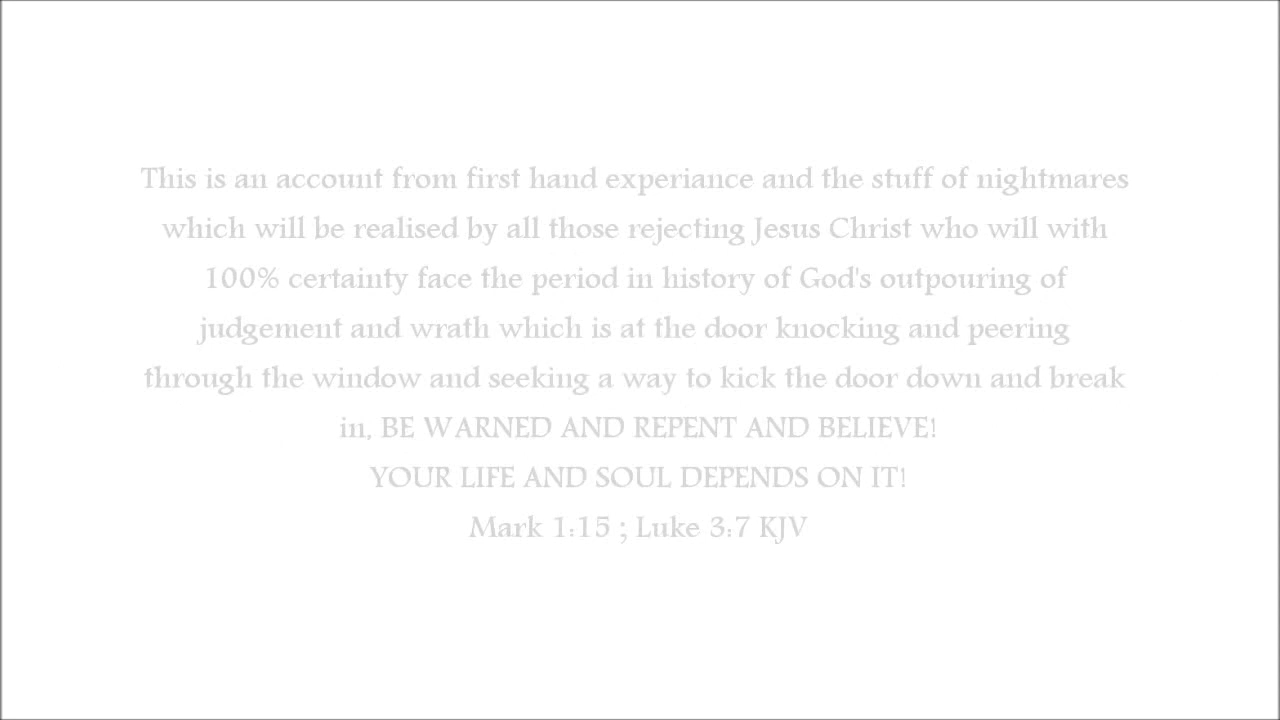 This is an account from first hand experiance and the stuff of nightmares
which will be realised by all those rejecting Jesus Christ who will with
100% certainty face the period in history of God's outpouring of
judgement and wrath which is at the door knocking and peering
through the window and seeking a way to kick the door down and break
in, BE WARNED AND REPENT AND BELIEVE!
YOUR LIFE AND SOUL DEPENDS ON IT!
Mark 1:15 ; Luke 3:7 KJV